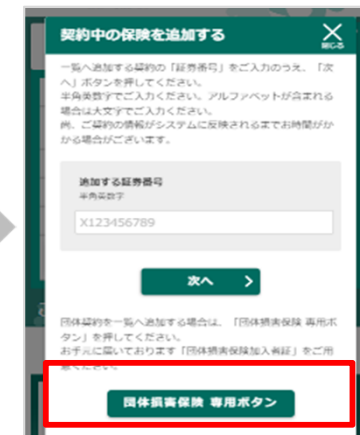 契約中の保険を追加する
閉じる
一覧へ追加する契約の「証券番号」をご入力のうえ、「次
へ」ボタンを押してください。
半角英数字でご入力ください。アルファベットが含まれる
場合は大文字でご入力ください。
尚、ご契約の情報がシステムに反映されるまでお時間がか
かる場合がございます。
追加する証券番号
半角英数字
X123456789
次へ
団体契約を一覧へ追加する場合は、「団体損害保険 専用ボ
タン」を押してください。
お手元に届いております「団体損害保険加入者証」をご用
意ください。
団体損害保険 専用ボタン